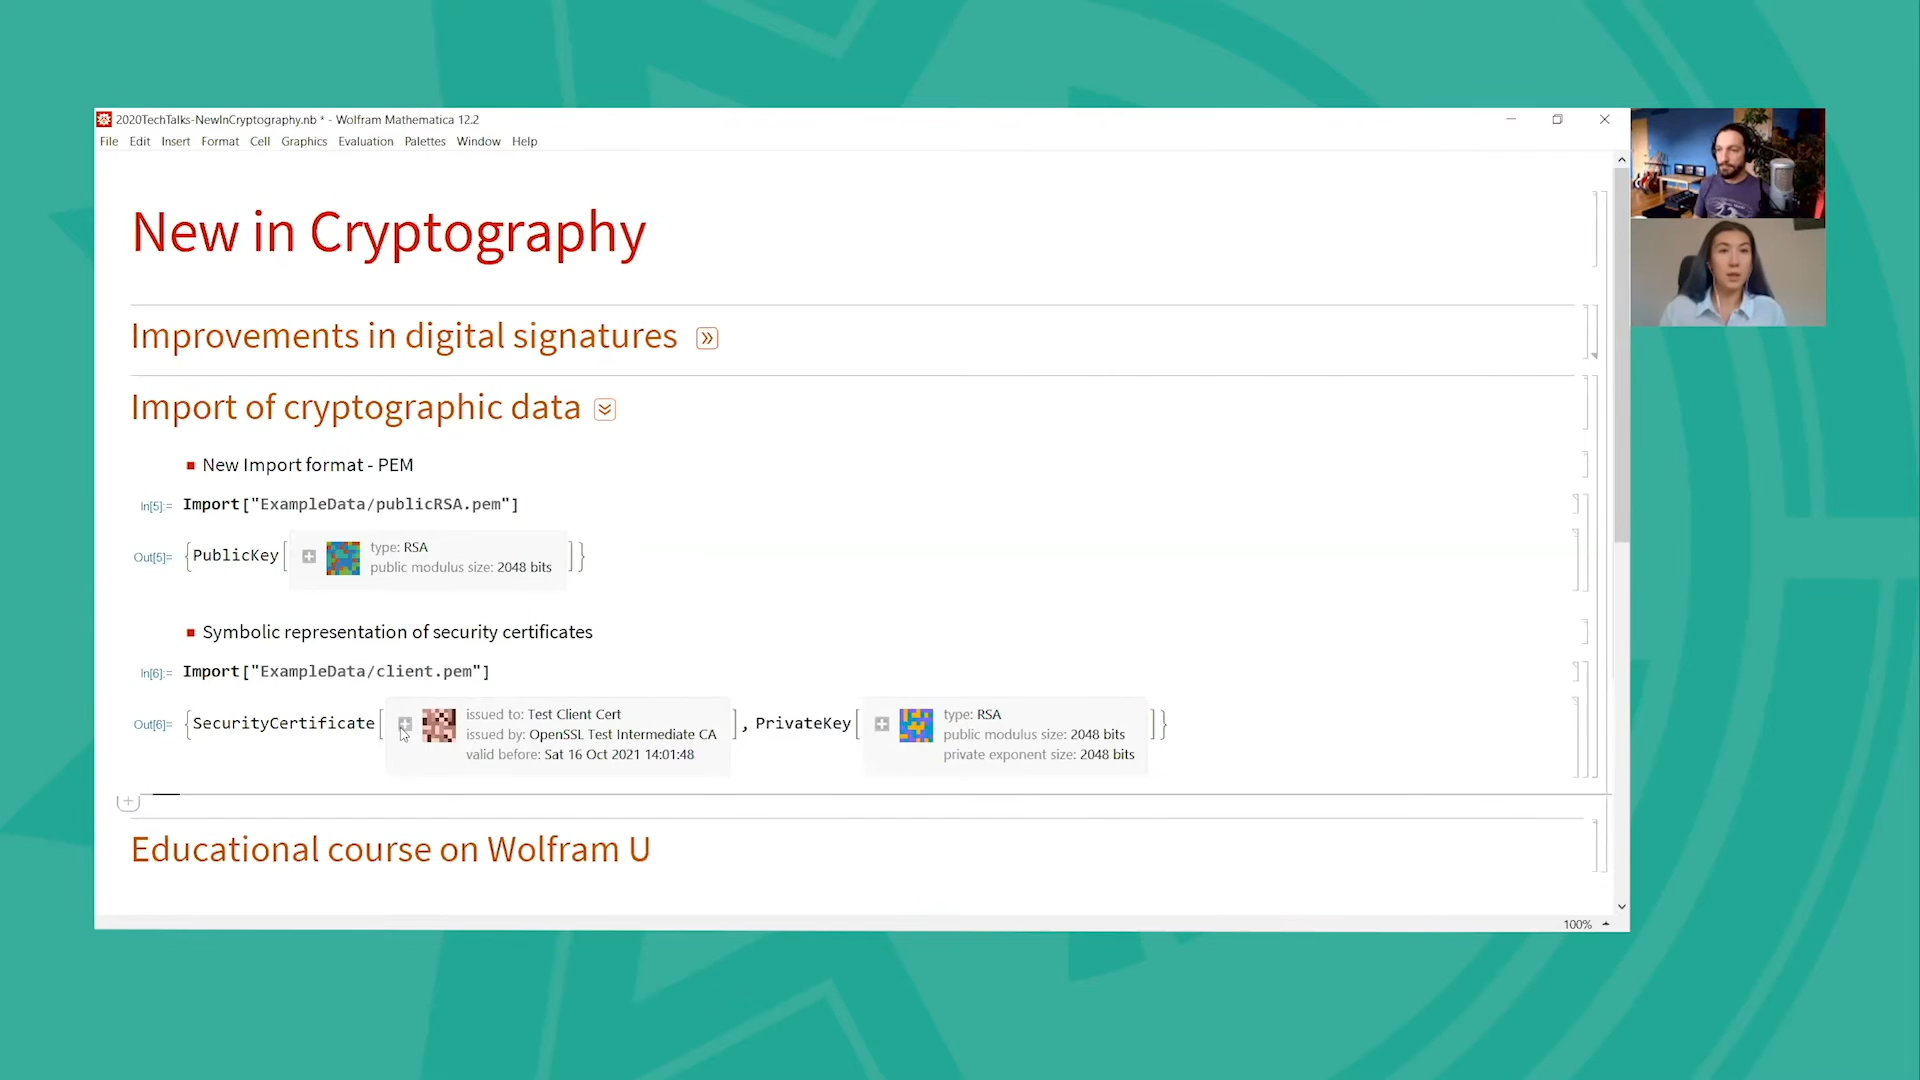 2020TechTalks-NewInCryptography.nb * - Wolfram Mathematica 12.2
File Edit Insert Format Cell Graphics Evaluation Palettes Window Help
New in Cryptography
Improvements in digital signatures
Import of cryptographic data
New Import format - PEM
In[5]:= Import["ExampleData/publicRSA.pem"]
type: RSA
Out[5]= {PublicKey[ ]}
public modulus size: 2048 bits
Symbolic representation of security certificates
In[6]:= Import["ExampleData/client.pem"]
issued to: Test Client Cert type: RSA
Out[6]= {SecurityCertificate[ issued by: OpenSSL Test Intermediate CA ], PrivateKey[ public modulus size: 2048 bits ]}
valid before: Sat 16 Oct 2021 14:01:48 private exponent size: 2048 bits
Educational course on Wolfram U
100%